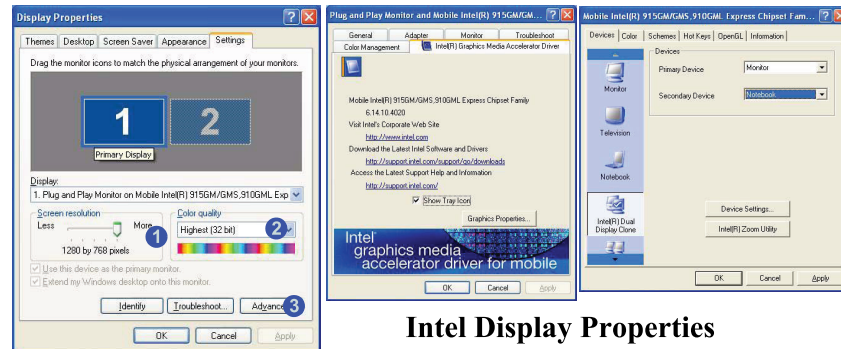 Display Properties
Themes Desktop Screen Saver Appearance Settings
Drag the monitor icons to match the physical arrangement of your monitors.
1 2
Primary Display
Display:
1. Plug and Play Monitor on Mobile Intel(R) 915GM/GMS,910GML Exp
Screen resolution
Less More
1
1280 by 768 pixels
Color quality
Highest (32 bit)
2
Use this device as the primary monitor.
Extend my Windows desktop onto this monitor.
Identify Troubleshoot... Advanc 3
OK Cancel Apply
Plug and Play Monitor and Mobile Intel(R) 915GM/GM...
General Adapter Monitor Troubleshoot
Color Management Intel(R) Graphics Media Accelerator Driver
Mobile Intel(R) 915GM/GMS,910GML Express Chipset Family
6.14.10.4020
Visit Intel's Corporate Web Site
http://www.intel.com
Download the Latest Intel Software and Drivers
http://support.intel.com/support/go/downloads
Access the Latest Support Help and Information
http://support.intel.com/
Show Tray Icon
Graphics Properties...
Intel®
graphics media
accelerator driver for mobile
OK Cancel Apply
Mobile Intel(R) 915GM/GMS,910GML Express Chipset Fam...
Devices Color Schemes Hot Keys OpenGL Information
Monitor
Television
Notebook
Intel(R) Dual
Display Clone
Devices
Primary Device Monitor
Secondary Device Notebook
Device Settings...
Intel(R) Zoom Utility
OK Cancel Apply
Intel Display Properties